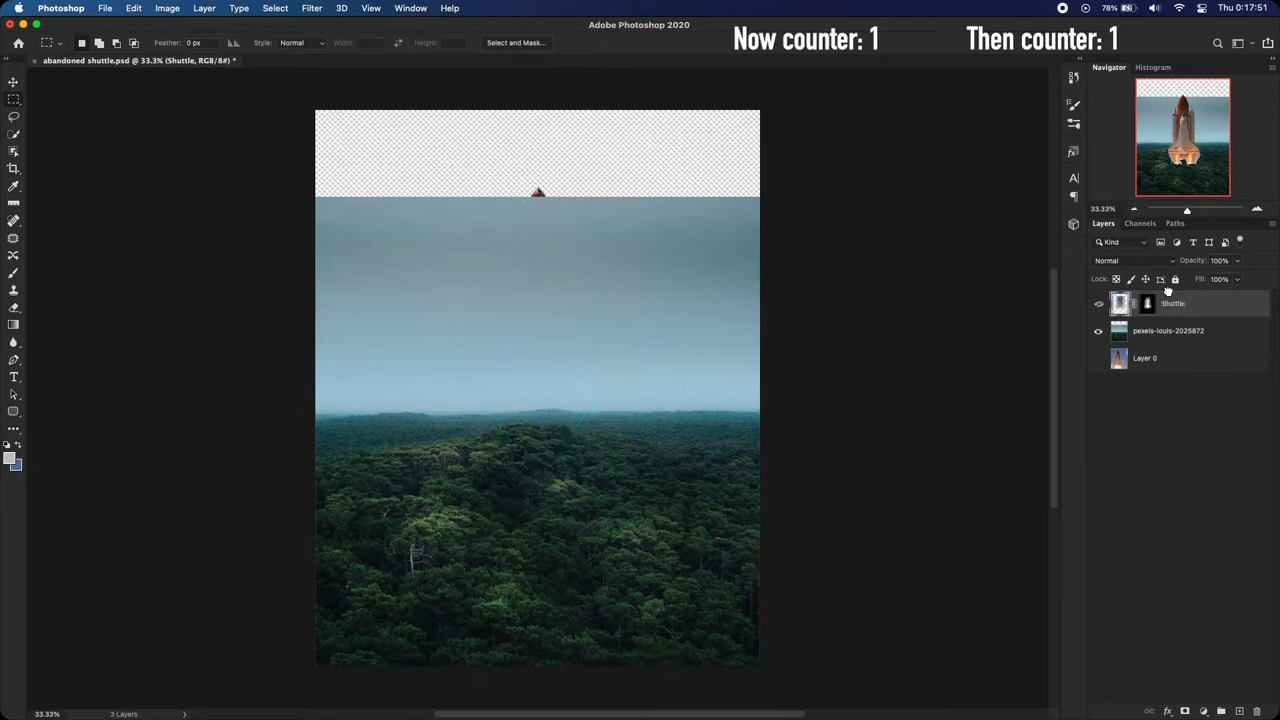 Photoshop File Edit Image Layer Type Select Filter 3D View Window Help 78% Thu 0:17:51
Adobe Photoshop 2020
Now counter: 1 Then counter: 1
Feather: 0 px Style: Normal Width: Height: Select and Mask...
abandoned shuttle.psd @ 33.3% (Shuttle, RGB/8#) *
Navigator Histogram
33.33%
Layers Channels Paths
Kind
Normal Opacity: 100%
Lock: Fill: 100%
Shuttle
pexels-louis-2025872
Layer 0
33.33% 3 Layers